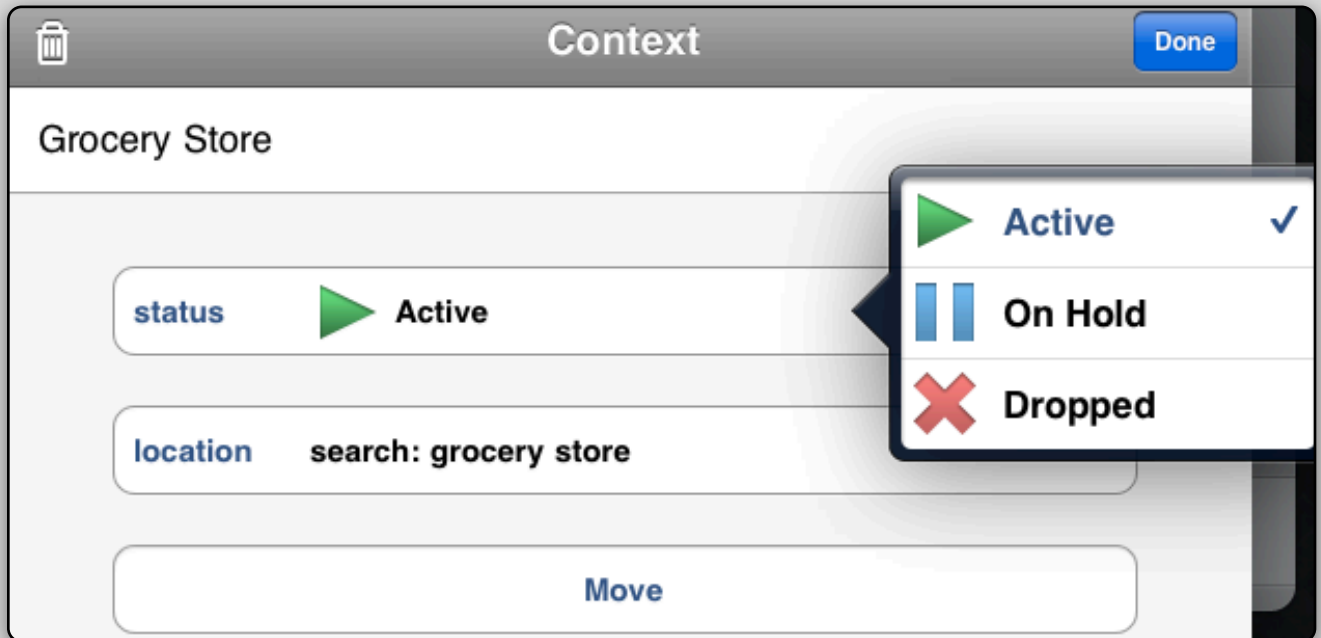 Context
Done
Grocery Store
status Active
location search: grocery store
Move
Active
On Hold
Dropped